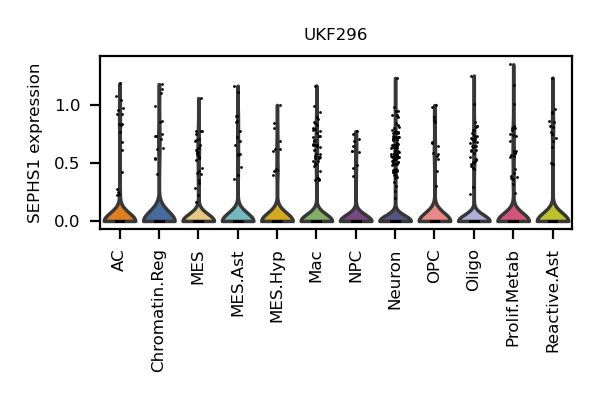 UKF296
SEPHS1 expression
1.0
0.5
0.0
AC
Chromatin.Reg
MES
MES.Ast
MES.Hyp
Mac
NPC
Neuron
OPC
Oligo
Prolif.Metab
Reactive.Ast